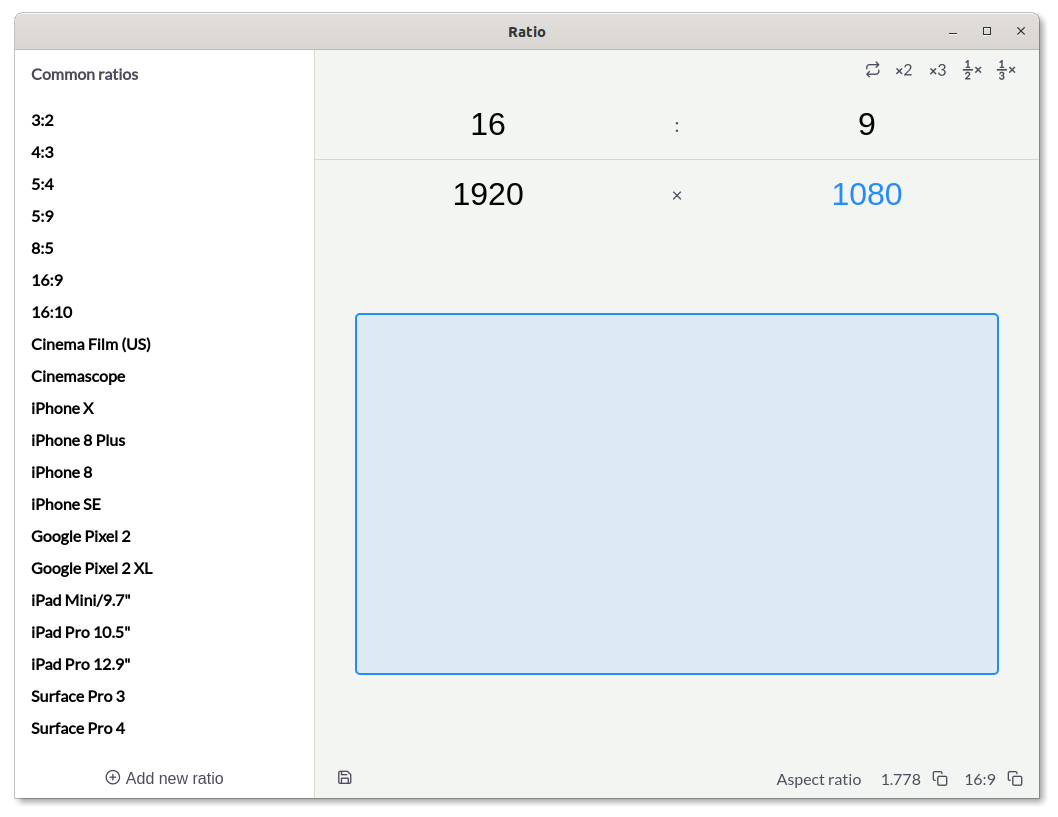 Ratio
Common ratios
3:2
4:3
5:4
5:9
8:5
16:9
16:10
Cinema Film (US)
Cinemascope
iPhone X
iPhone 8 Plus
iPhone 8
iPhone SE
Google Pixel 2
Google Pixel 2 XL
iPad Mini/9.7"
iPad Pro 10.5"
iPad Pro 12.9"
Surface Pro 3
Surface Pro 4
Add new ratio
×2 ×3 ½× ⅓×
16 : 9
1920 × 1080
Aspect ratio 1.778 16:9